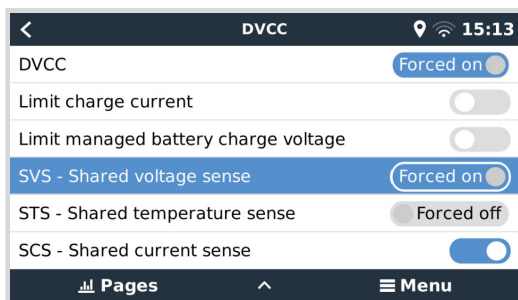 DVCC 15:13
DVCC Forced on
Limit charge current
Limit managed battery charge voltage
SVS - Shared voltage sense Forced on
STS - Shared temperature sense Forced off
SCS - Shared current sense
Pages Menu